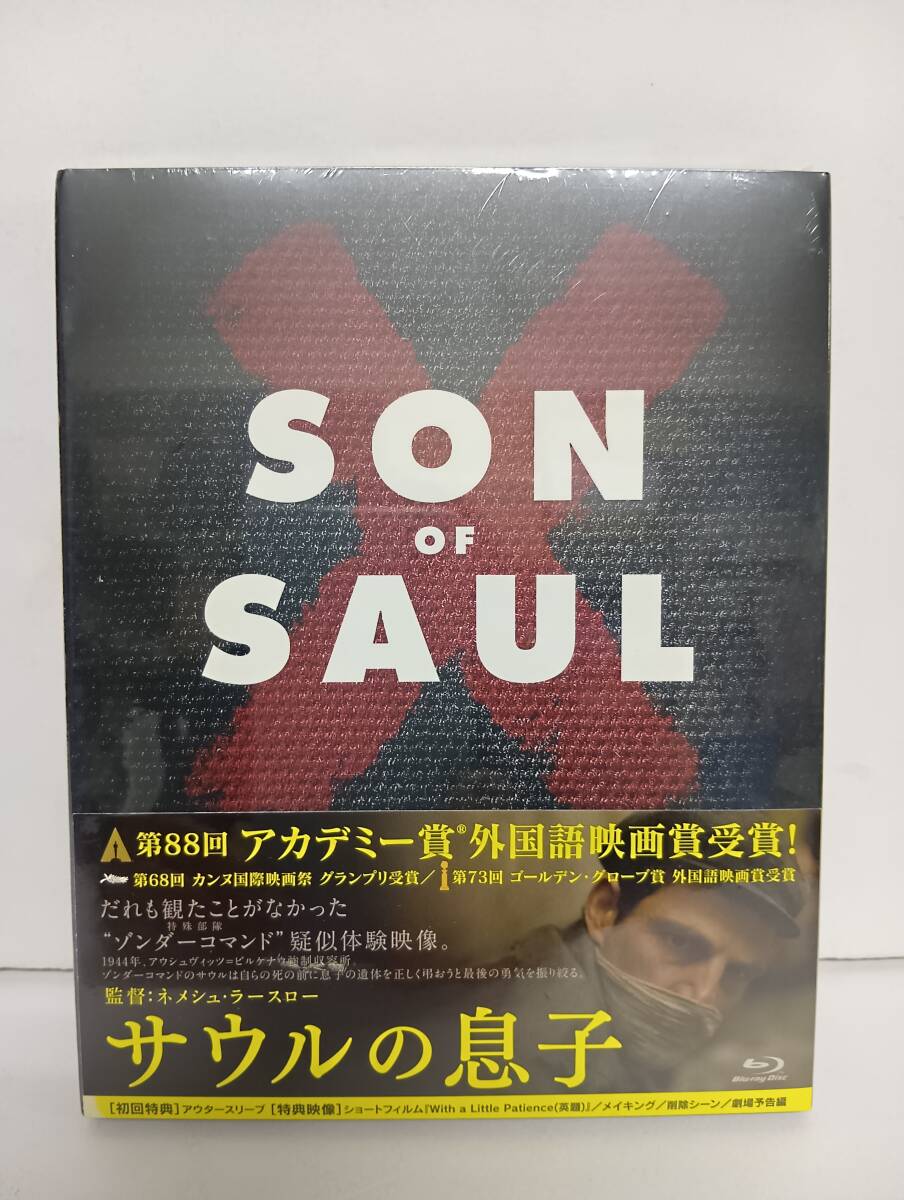 SON
OF
SAUL
第88回 アカデミー賞®外国語映画賞受賞!
第68回 カンヌ国際映画祭 グランプリ受賞/第73回 ゴールデン・グローブ賞 外国語映画賞受賞
だれも観たことがなかった
特殊部隊
“ゾンダーコマンド”疑似体験映像。
1944年、アウシュヴィッツ=ビルケナウ強制収容所。
ゾンダーコマンドのサウルは自らの死の前に息子の遺体を正しく弔おうと最後の勇気を振り絞る。
監督:ネメシュ・ラースロー
サウルの息子
Blu-ray Disc
[初回特典]アウタースリーブ [特典映像]ショートフィルム『With a Little Patience(英題)』/メイキング/削除シーン/劇場予告編